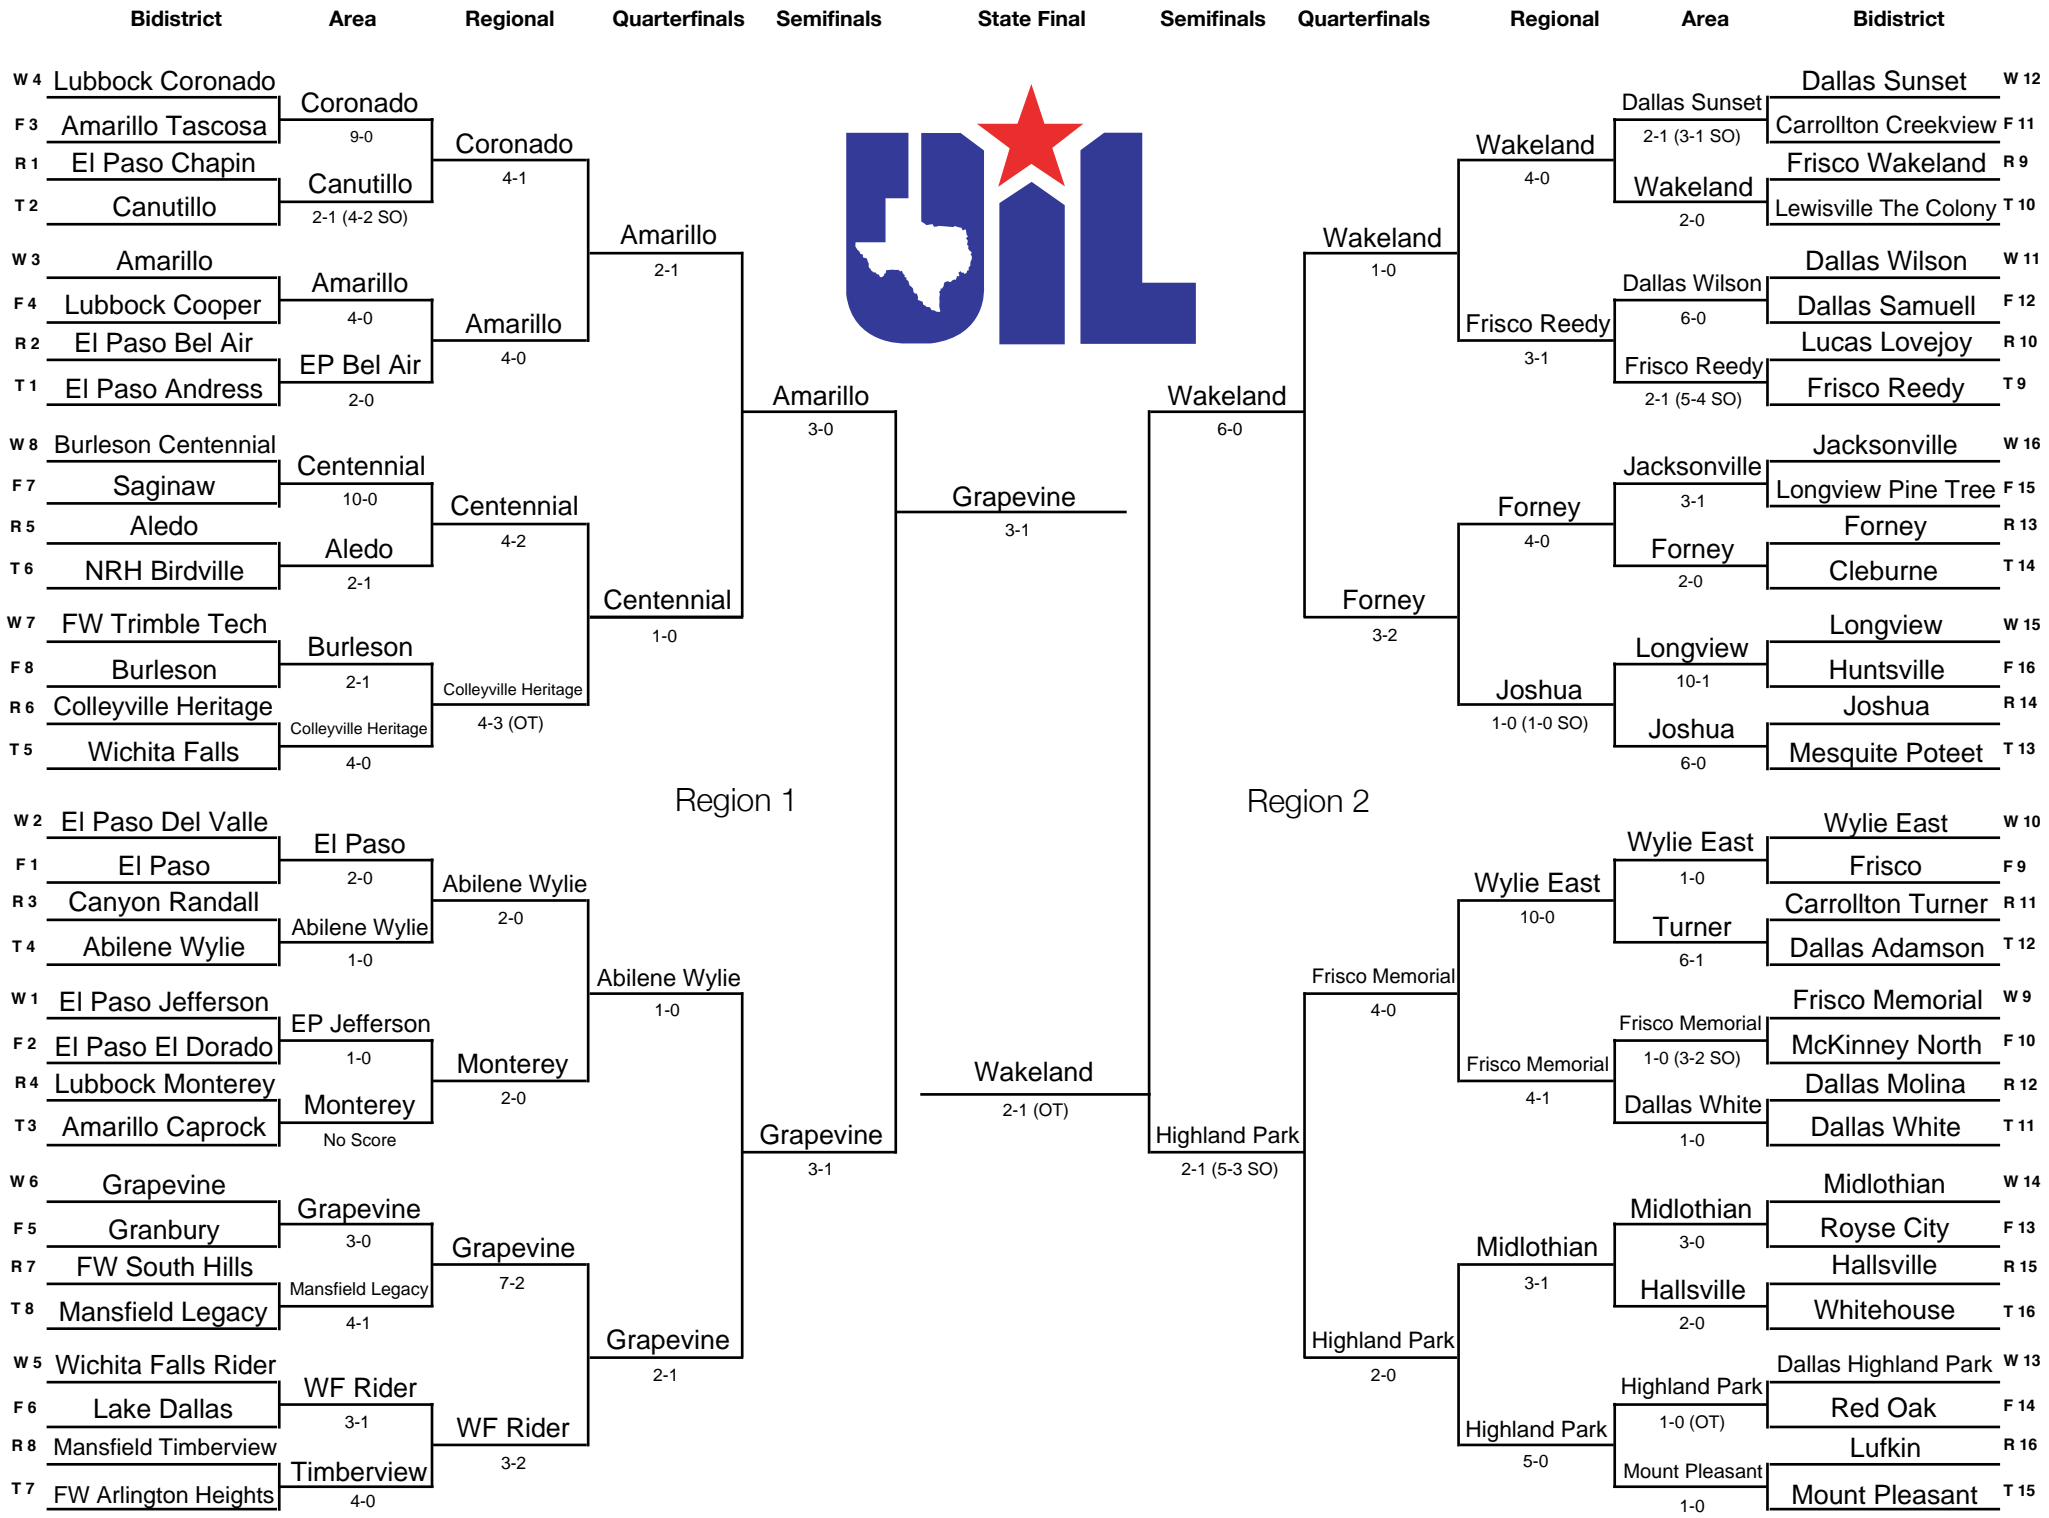 Bidistrict Area Regional Quarterfinals Semifinals State Final Semifinals Quarterfinals Regional Area Bidistrict
W 4 Lubbock Coronado
Coronado
9-0
F 3 Amarillo Tascosa
Coronado
4-1
R 1 El Paso Chapin
Canutillo
2-1 (4-2 SO)
T 2 Canutillo
Amarillo
2-1
W 3 Amarillo
Amarillo
4-0
F 4 Lubbock Cooper
Amarillo
4-0
R 2 El Paso Bel Air
EP Bel Air
2-0
T 1 El Paso Andress
Amarillo
3-0
W 8 Burleson Centennial
Centennial
10-0
F 7 Saginaw
Centennial
4-2
R 5 Aledo
Aledo
2-1
T 6 NRH Birdville
Centennial
1-0
W 7 FW Trimble Tech
Burleson
2-1
F 8 Burleson
Colleyville Heritage
4-3 (OT)
R 6 Colleyville Heritage
Colleyville Heritage
4-0
T 5 Wichita Falls
Region 1
Grapevine
3-1
W 2 El Paso Del Valle
El Paso
2-0
F 1 El Paso
Abilene Wylie
2-0
R 3 Canyon Randall
Abilene Wylie
1-0
T 4 Abilene Wylie
Abilene Wylie
1-0
W 1 El Paso Jefferson
EP Jefferson
1-0
F 2 El Paso El Dorado
Monterey
2-0
R 4 Lubbock Monterey
Monterey
No Score
T 3 Amarillo Caprock
Grapevine
3-1
W 6 Grapevine
Grapevine
3-0
F 5 Granbury
Grapevine
7-2
R 7 FW South Hills
Mansfield Legacy
4-1
T 8 Mansfield Legacy
Grapevine
2-1
W 5 Wichita Falls Rider
WF Rider
3-1
F 6 Lake Dallas
WF Rider
3-2
R 8 Mansfield Timberview
Timberview
4-0
T 7 FW Arlington Heights
UIL
Dallas Sunset W 12
Dallas Sunset
2-1 (3-1 SO)
Carrollton Creekview F 11
Wakeland
4-0
Frisco Wakeland R 9
Wakeland
2-0
Lewisville The Colony T 10
Wakeland
1-0
Dallas Wilson W 11
Dallas Wilson
6-0
Dallas Samuell F 12
Frisco Reedy
3-1
Lucas Lovejoy R 10
Frisco Reedy
2-1 (5-4 SO)
Frisco Reedy T 9
Wakeland
6-0
Jacksonville W 16
Jacksonville
3-1
Longview Pine Tree F 15
Forney
4-0
Forney R 13
Forney
2-0
Cleburne T 14
Forney
3-2
Longview W 15
Longview
10-1
Huntsville F 16
Joshua
1-0 (1-0 SO)
Joshua R 14
Joshua
6-0
Mesquite Poteet T 13
Region 2
Wakeland
2-1 (OT)
Wylie East W 10
Wylie East
1-0
Frisco F 9
Wylie East
10-0
Carrollton Turner R 11
Turner
6-1
Dallas Adamson T 12
Frisco Memorial
4-0
Frisco Memorial W 9
Frisco Memorial
1-0 (3-2 SO)
McKinney North F 10
Frisco Memorial
4-1
Dallas Molina R 12
Dallas White
1-0
Dallas White T 11
Highland Park
2-1 (5-3 SO)
Midlothian W 14
Midlothian
3-0
Royse City F 13
Midlothian
3-1
Hallsville R 15
Hallsville
2-0
Whitehouse T 16
Highland Park
2-0
Dallas Highland Park W 13
Highland Park
1-0 (OT)
Red Oak F 14
Highland Park
5-0
Lufkin R 16
Mount Pleasant
1-0
Mount Pleasant T 15